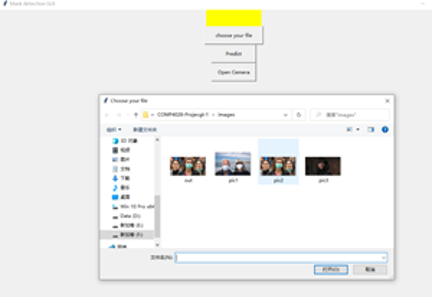 Mask detection GUI
choose your file
Predict
Open Camera
Choose your file
COMP4026-Project-1 › images
搜索"images"
组织
新建文件夹
3D 对象
视频
图片
文档
下载
音乐
桌面
Win 10 Pro x64
Data (D:)
新加卷 (E:)
新加卷 (F:)
网络
out
pic1
pic2
pic3
文件名(N):
打开(O)
取消